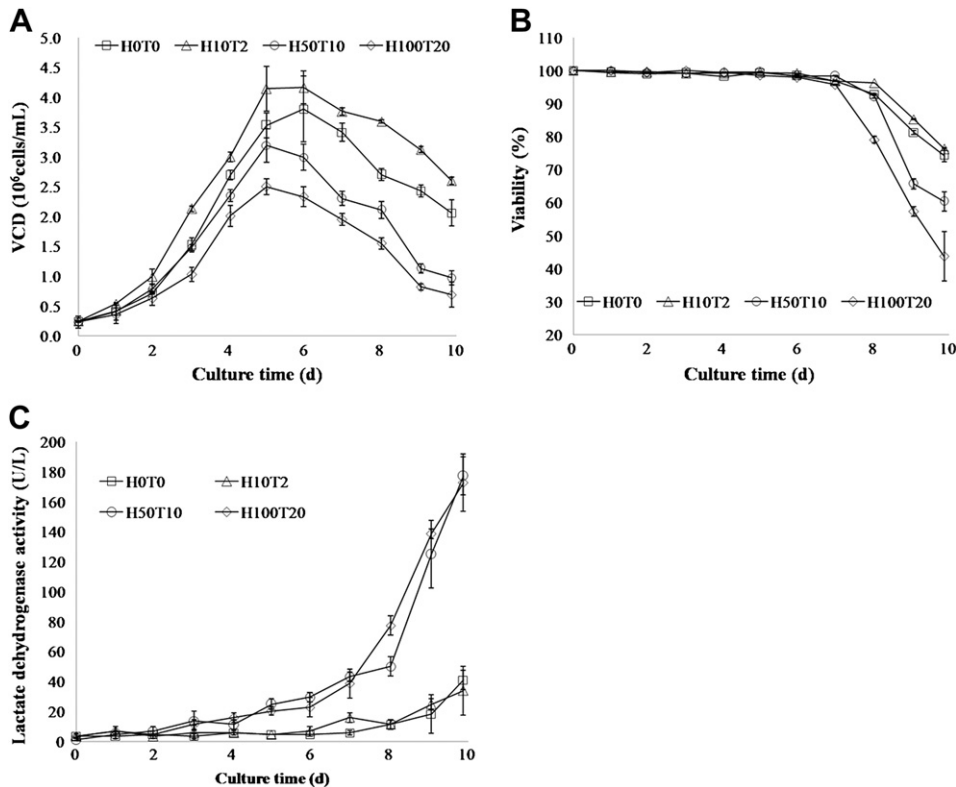 A
5.0
4.5
4.0
3.5
3.0
2.5
2.0
1.5
1.0
0.5
0.0
VCD (10⁶cells/mL)
H0T0 H10T2 H50T10 H100T20
0 2 4 6 8 10
Culture time (d)
B
110
100
90
80
70
60
50
40
30
20
Viability (%)
H0T0 H10T2 H50T10 H100T20
0 2 4 6 8 10
Culture time (d)
C
200
180
160
140
120
100
80
60
40
20
0
Lactate dehydrogenase activity (U/L)
H0T0 H10T2
H50T10 H100T20
0 2 4 6 8 10
Culture time (d)